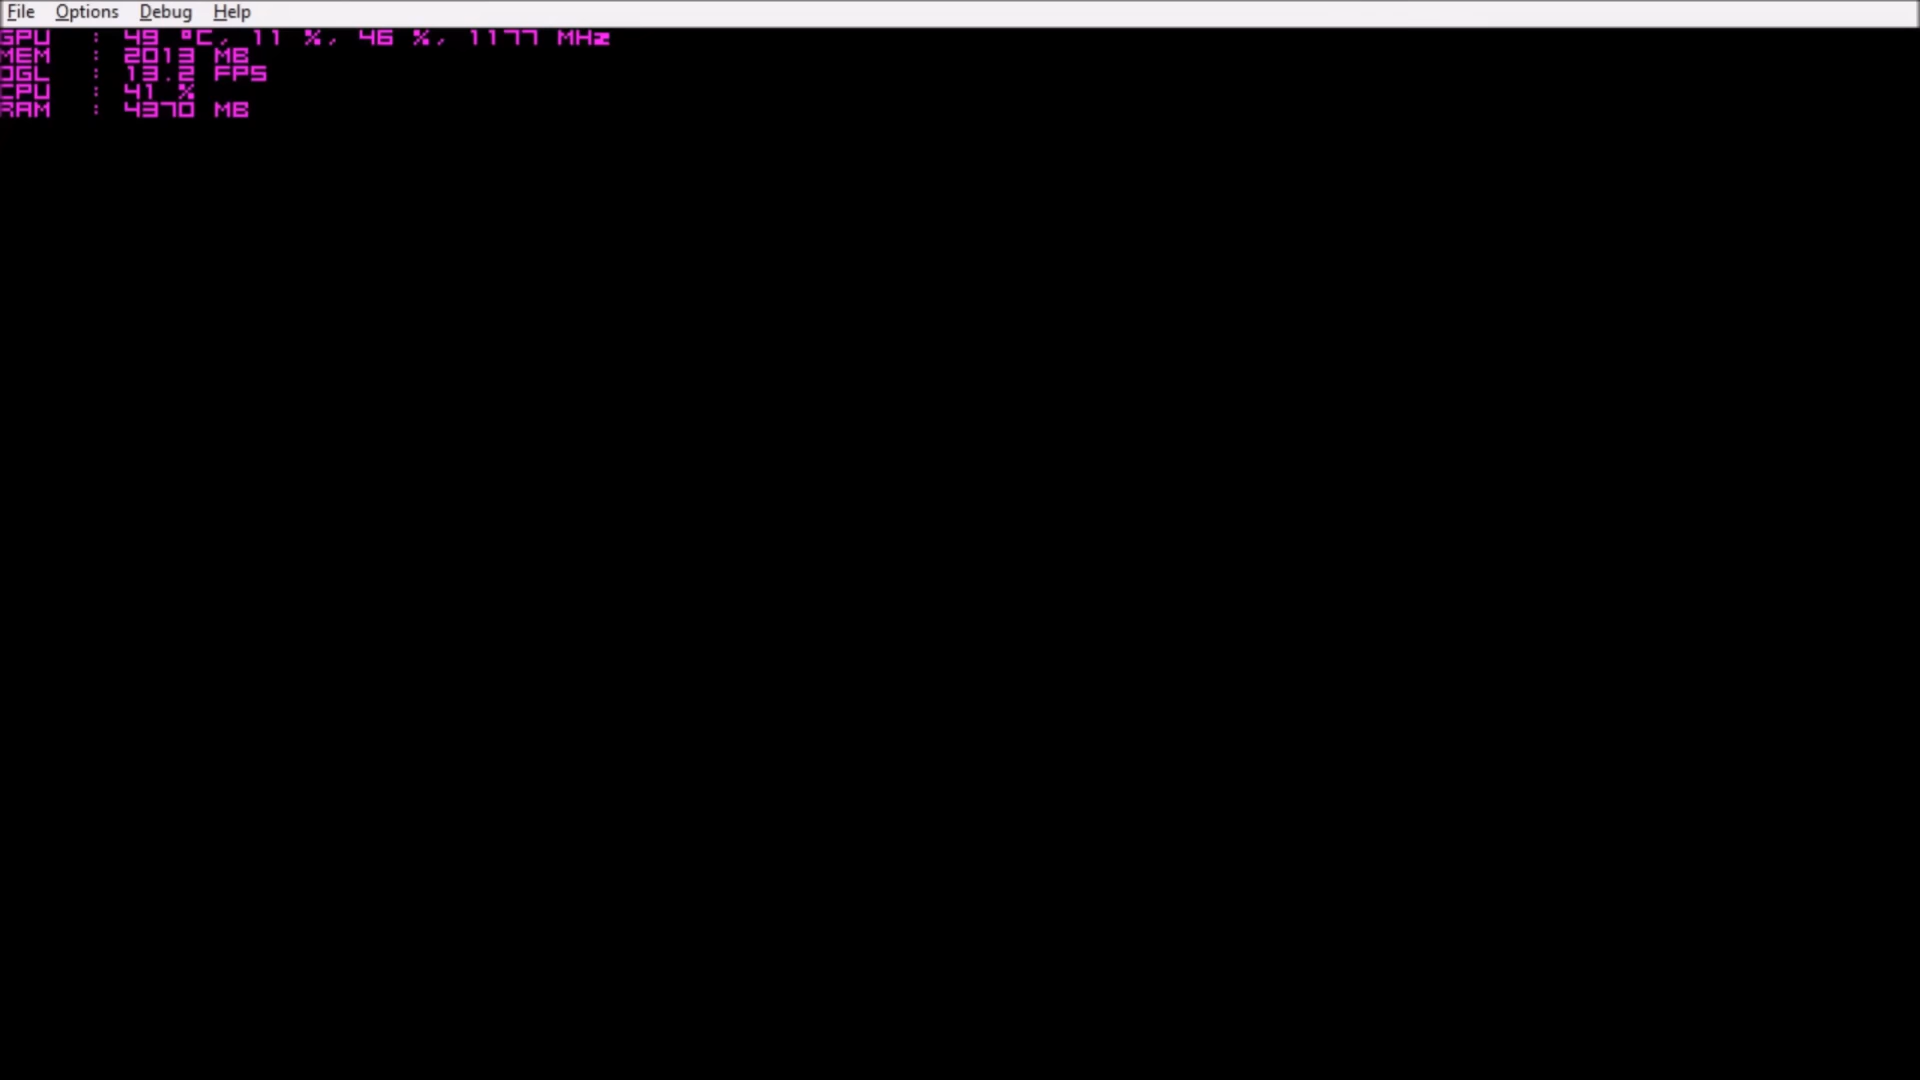 File Options Debug Help
GPU : 49 °C, 11 %, 46 %, 1177 MHz
MEM : 2013 MB
OGL : 13.2 FPS
CPU : 41 %
RAM : 4370 MB